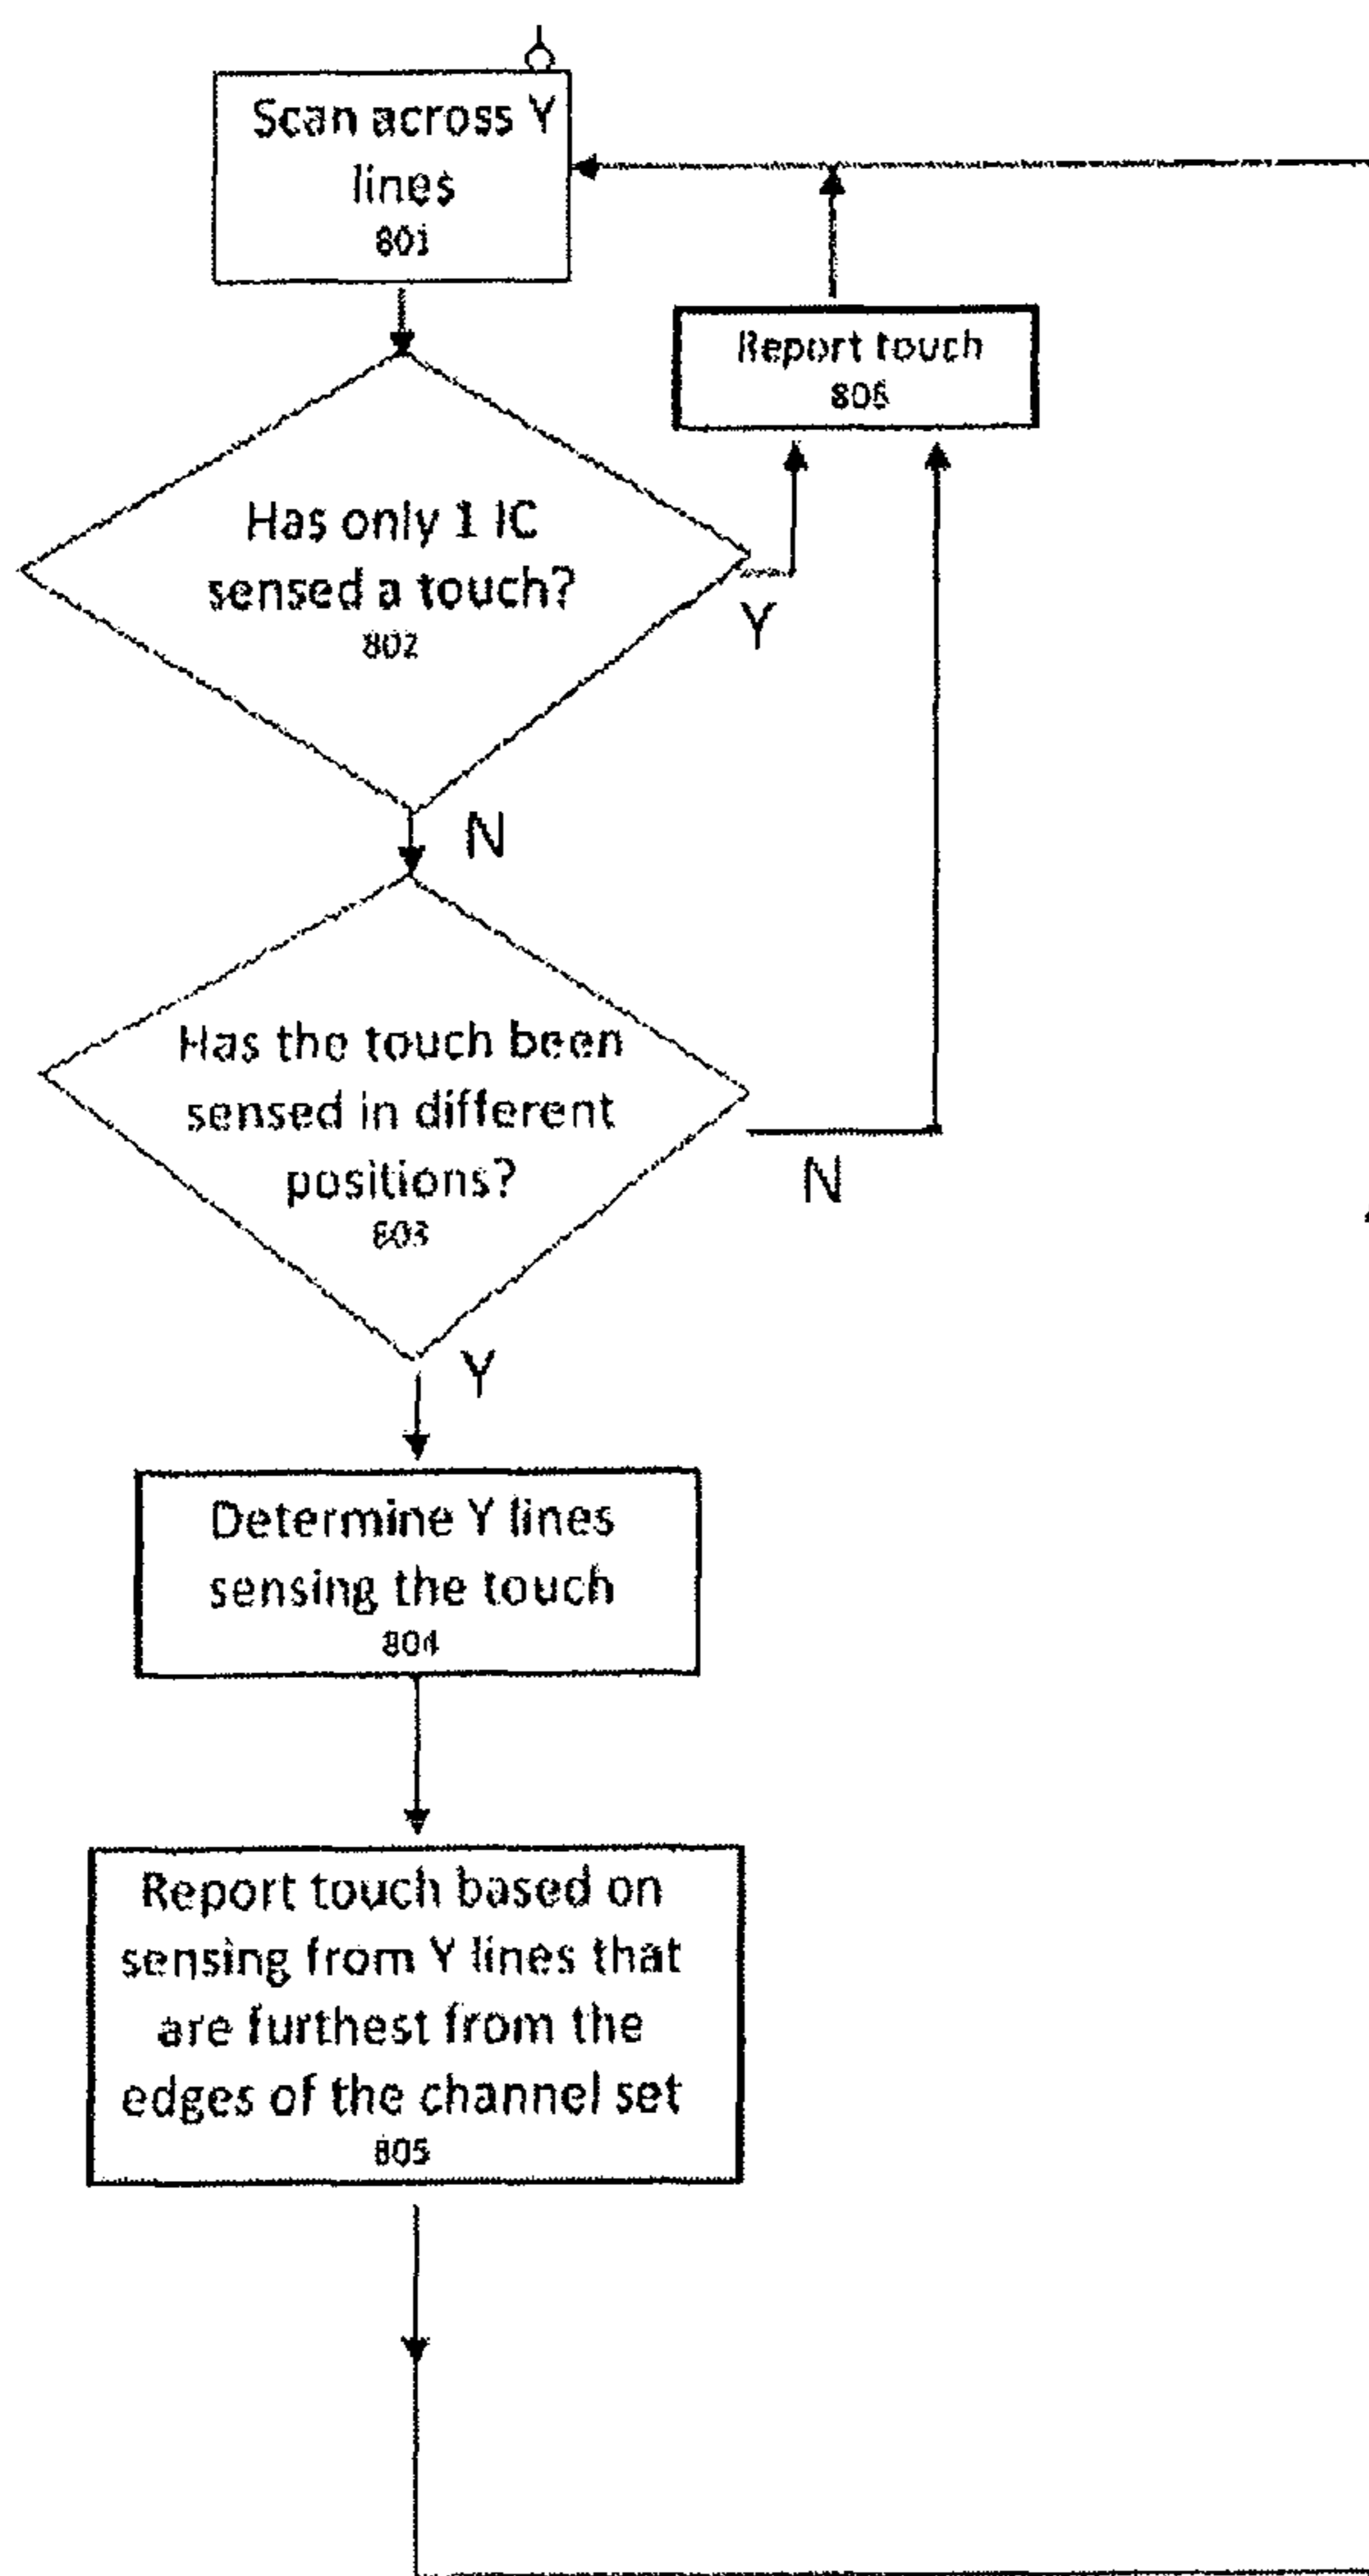 Scan across Y
lines
801
Report touch
806
Has only 1 IC
sensed a touch?
802
Y
N
Has the touch been
sensed in different
positions?
803
N
Y
Determine Y lines
sensing the touch
804
Report touch based on
sensing from Y lines that
are furthest from the
edges of the channel set
805